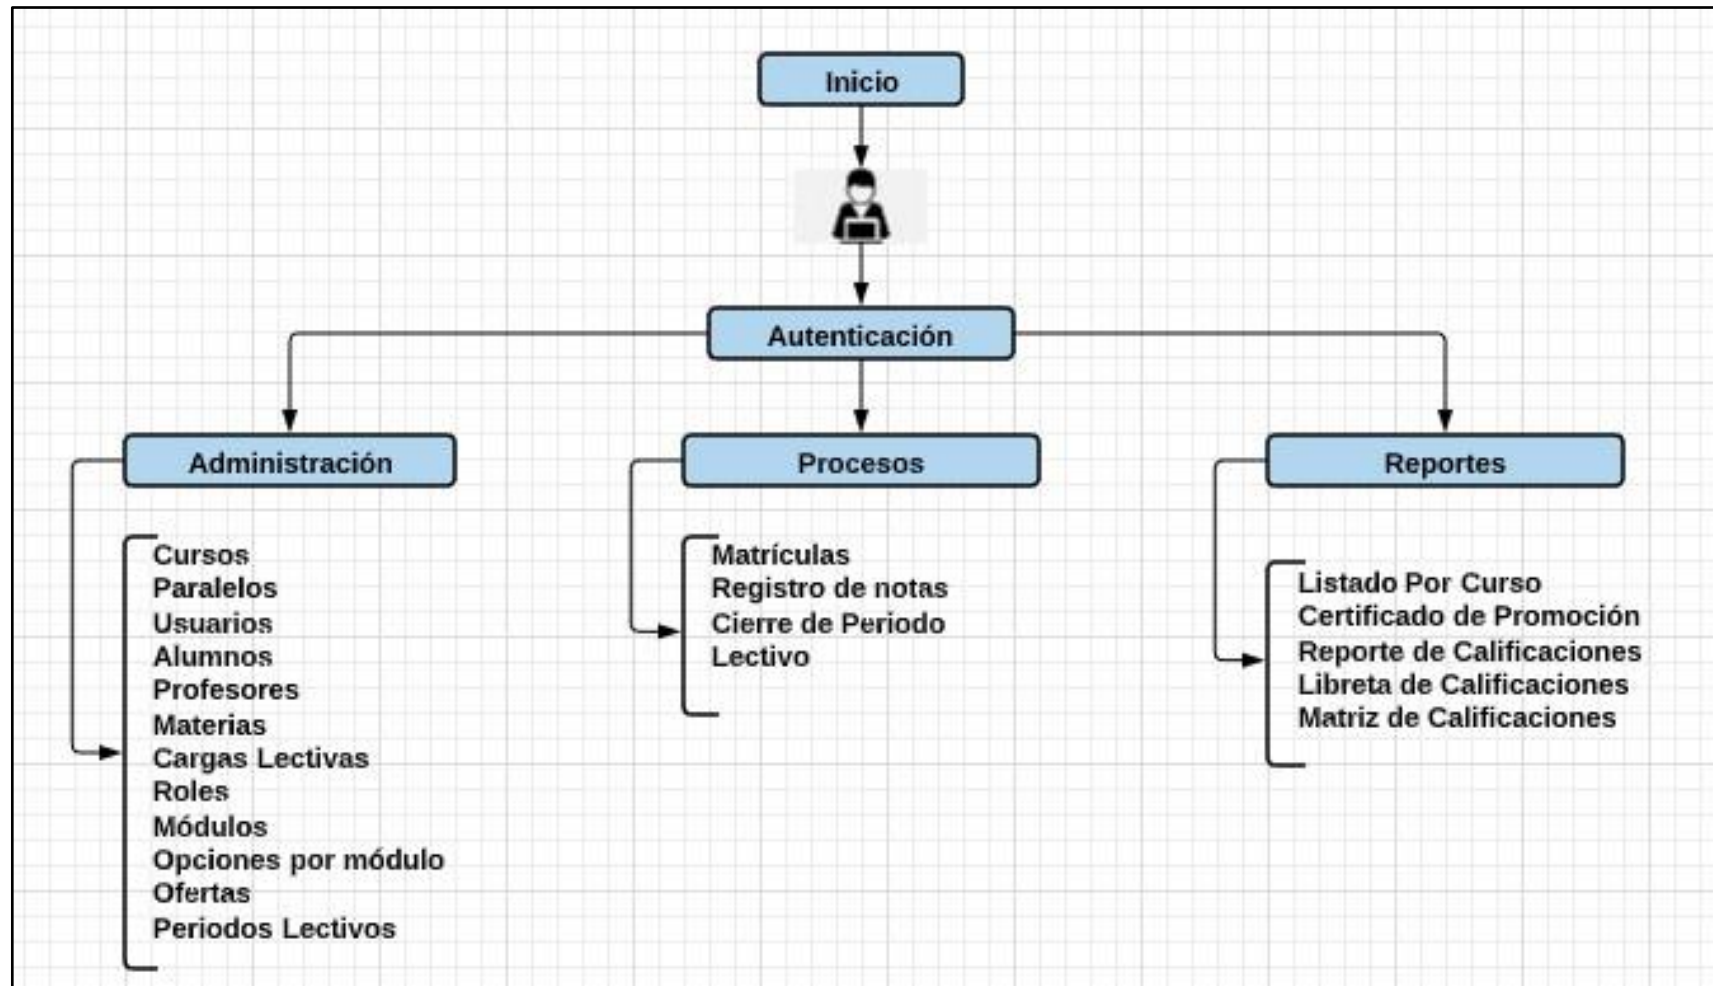 Inicio
Autenticación
Administración
Procesos
Reportes
Cursos
Paralelos
Usuarios
Alumnos
Profesores
Materias
Cargas Lectivas
Roles
Módulos
Opciones por módulo
Ofertas
Periodos Lectivos
Matrículas
Registro de notas
Cierre de Periodo
Lectivo
Listado Por Curso
Certificado de Promoción
Reporte de Calificaciones
Libreta de Calificaciones
Matriz de Calificaciones